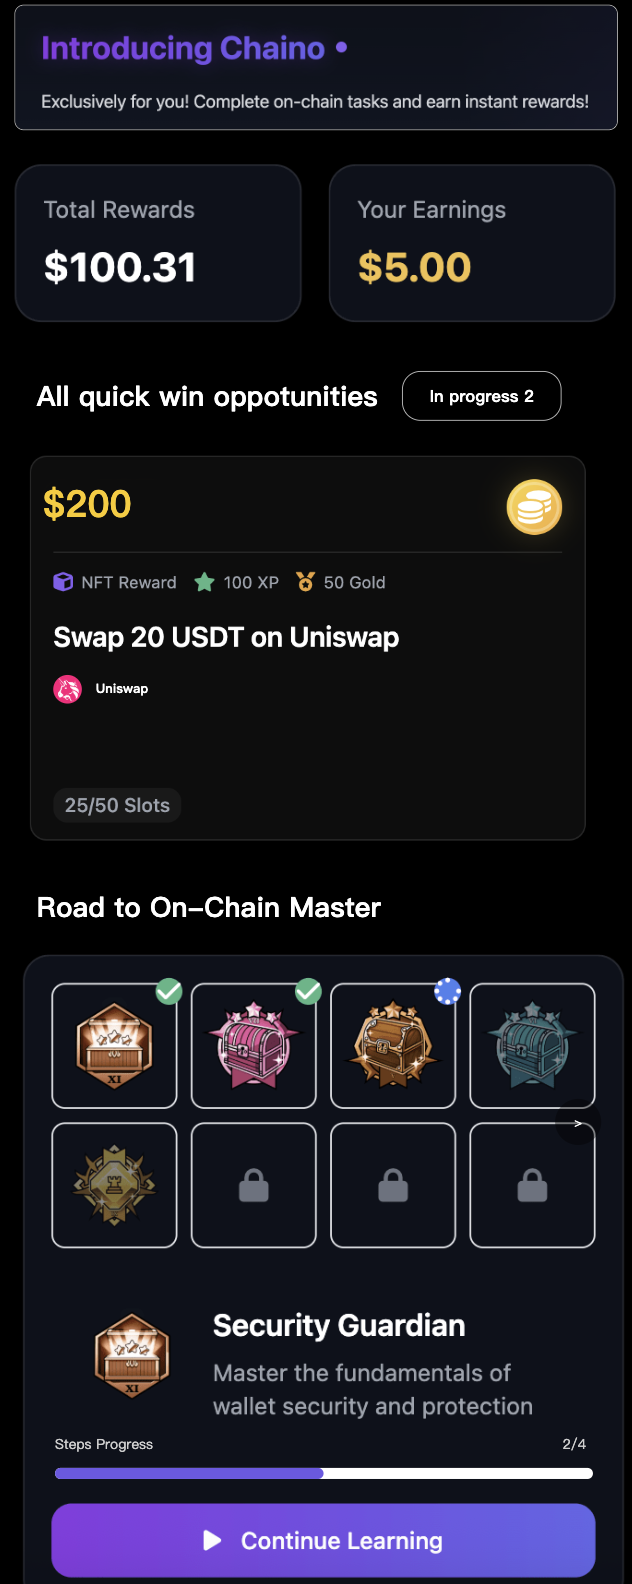 Introducing Chaino •
Exclusively for you! Complete on-chain tasks and earn instant rewards!
Total Rewards
$100.31
Your Earnings
$5.00
All quick win oppotunities
In progress 2
$200
NFT Reward
100 XP
50 Gold
Swap 20 USDT on Uniswap
Uniswap
25/50 Slots
Road to On-Chain Master
XI
>
XI
Security Guardian
Master the fundamentals of
wallet security and protection
Steps Progress
2/4
Continue Learning